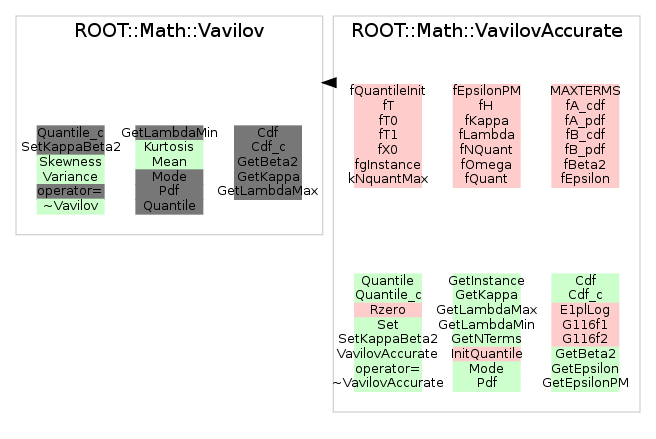 ROOT::Math::Vavilov
Quantile_c
SetKappaBeta2
Skewness
Variance
operator=
~Vavilov
GetLambdaMin
Kurtosis
Mean
Mode
Pdf
Quantile
Cdf
Cdf_c
GetBeta2
GetKappa
GetLambdaMax
ROOT::Math::VavilovAccurate
fQuantileInit
fT
fT0
fT1
fX0
fgInstance
kNquantMax
fEpsilonPM
fH
fKappa
fLambda
fNQuant
fOmega
fQuant
MAXTERMS
fA_cdf
fA_pdf
fB_cdf
fB_pdf
fBeta2
fEpsilon
Quantile
Quantile_c
Rzero
Set
SetKappaBeta2
VavilovAccurate
operator=
~VavilovAccurate
GetInstance
GetKappa
GetLambdaMax
GetLambdaMin
GetNTerms
InitQuantile
Mode
Pdf
Cdf
Cdf_c
E1plLog
G116f1
G116f2
GetBeta2
GetEpsilon
GetEpsilonPM